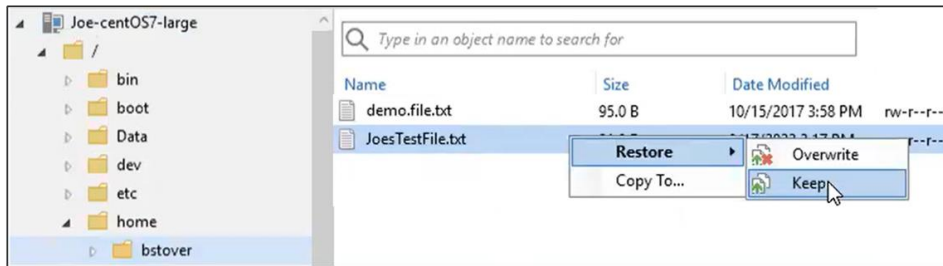 Joe-centOS7-large
/
bin
boot
Data
dev
etc
home
bstover
Type in an object name to search for
Name Size Date Modified
demo.file.txt 95.0 B 10/15/2017 3:58 PM rw-r--r--
JoesTestFile.txt
Restore
Copy To...
Overwrite
Keep